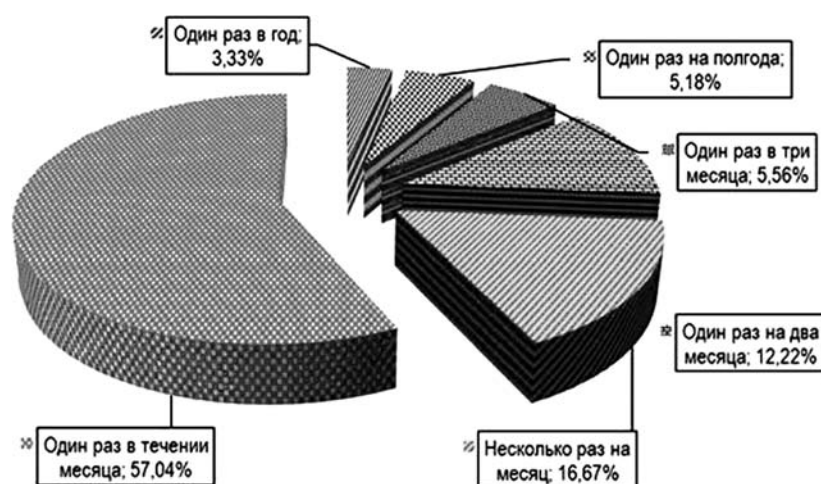 Один раз в год;
3,33%
Один раз на полгода;
5,18%
Один раз в три
месяца; 5,56%
Один раз на два
месяца; 12,22%
Несколько раз на
месяц; 16,67%
Один раз в течении
месяца; 57,04%